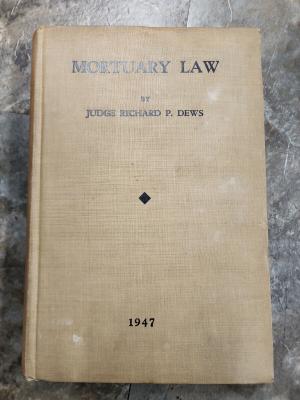 MORTUARY LAW
BY
JUDGE RICHARD P. DEWS
1947